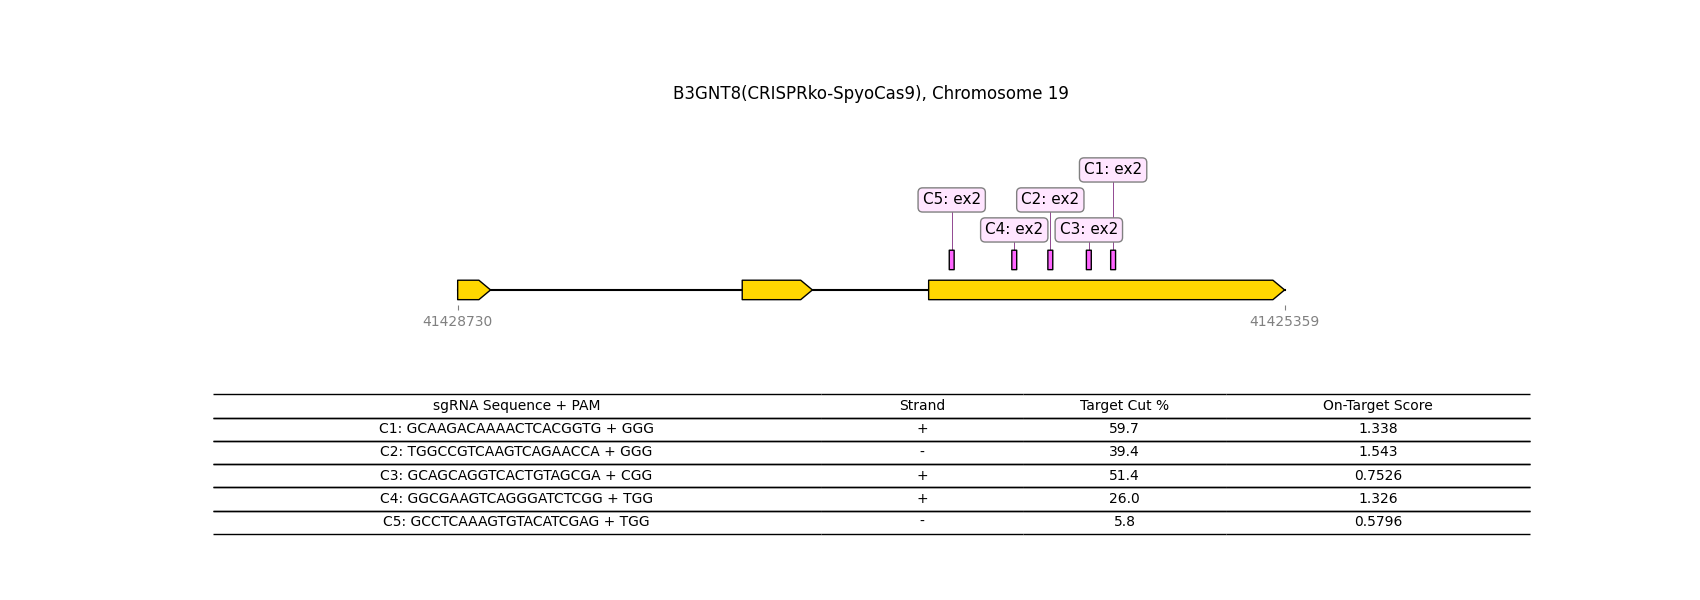 B3GNT8(CRISPRko-SpyoCas9), Chromosome 19
C1: ex2
C5: ex2 C2: ex2
C4: ex2 C3: ex2
41428730 41425359
sgRNA Sequence + PAM Strand Target Cut % On-Target Score
C1: GCAAGACAAAACTCACGGTG + GGG + 59.7 1.338
C2: TGGCCGTCAAGTCAGAACCA + GGG - 39.4 1.543
C3: GCAGCAGGTCACTGTAGCGA + CGG + 51.4 0.7526
C4: GGCGAAGTCAGGGATCTCGG + TGG + 26.0 1.326
C5: GCCTCAAAGTGTACATCGAG + TGG - 5.8 0.5796